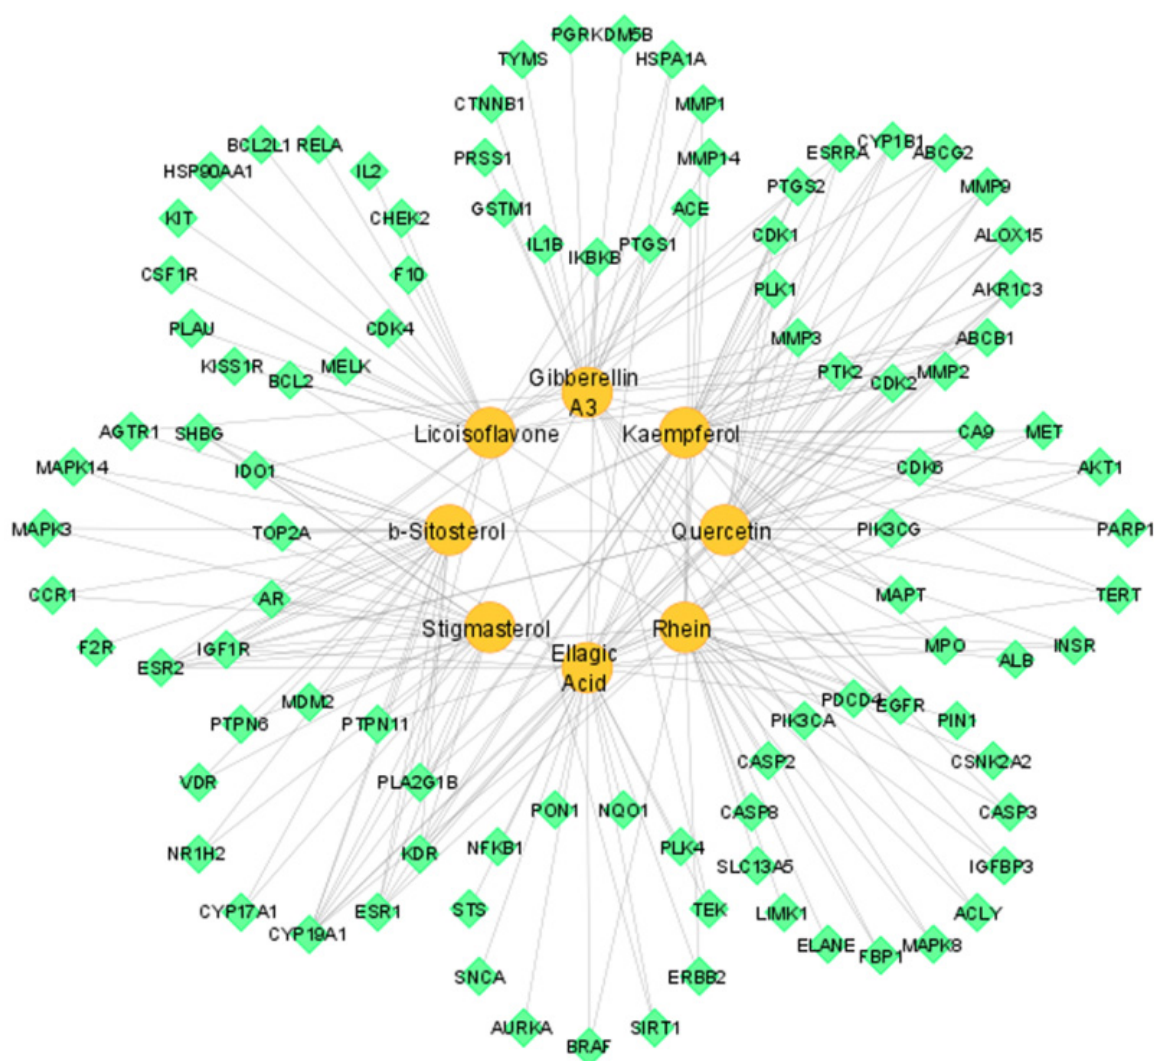 PGR
KDM5B
TYMS
HSPA1A
CTNNB1
MMP1
PRSS1
MMP14
GSTM1
ACE
IL1B
IKBKB
PTGS1
BCL2L1
RELA
HSP90AA1
IL2
KIT
CHEK2
CSF1R
F10
PLAU
CDK4
KISS1R
BCL2
MELK
CYP1B1
ESRRA
ABCG2
PTGS2
MMP9
CDK1
ALOX15
PLK1
AKR1C3
MMP3
ABCB1
PTK2
CDK2
MMP2
Gibberellin
A3
Licoisoflavone
Kaempferol
b-Sitosterol
Quercetin
Stigmasterol
Rhein
Ellagic
Acid
AGTR1
SHBG
MAPK14
IDO1
MAPK3
TOP2A
CCR1
AR
F2R
ESR2
IGF1R
CA9
MET
CDK6
AKT1
PIK3CG
PARP1
MAPT
TERT
MPO
ALB
INSR
MDM2
PTPN6
PTPN11
VDR
PLA2G1B
NR1H2
KDR
CYP17A1
CYP19A1
ESR1
PON1
NQO1
NFKB1
PLK4
STS
TEK
SNCA
ERBB2
AURKA
BRAF
SIRT1
PDCD4
EGFR
PIK3CA
PIN1
CASP2
CSNK2A2
CASP8
CASP3
SLC13A5
IGFBP3
LIMK1
ACLY
ELANE
FBP1
MAPK8